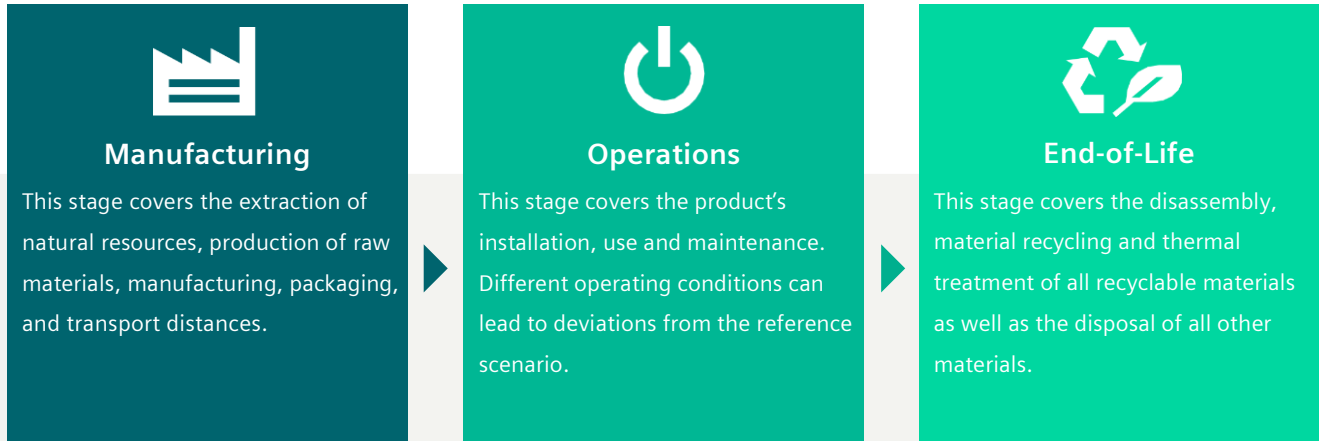 Manufacturing
This stage covers the extraction of
natural resources, production of raw
materials, manufacturing, packaging,
and transport distances.
Operations
This stage covers the product’s
installation, use and maintenance.
Different operating conditions can
lead to deviations from the reference
scenario.
End-of-Life
This stage covers the disassembly,
material recycling and thermal
treatment of all recyclable materials
as well as the disposal of all other
materials.